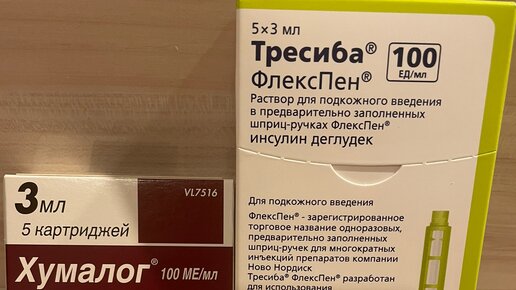 3 мл
VL7516
5 картриджей
Хумалог® 100 МЕ/мл
5×3 мл
Тресиба®
100
ЕД/мл
ФлексПен®
Раствор для подкожного введения
в предварительно заполненных
шприц-ручках ФлексПен®
инсулин деглудек
Для подкожного введения
ФлексПен® - зарегистрированное
торговое название одноразовых,
предварительно заполненных
шприц-ручек для многократных
инъекций препаратов компании
Ново Нордиск
Тресиба® ФлексПен® разработан
для использования